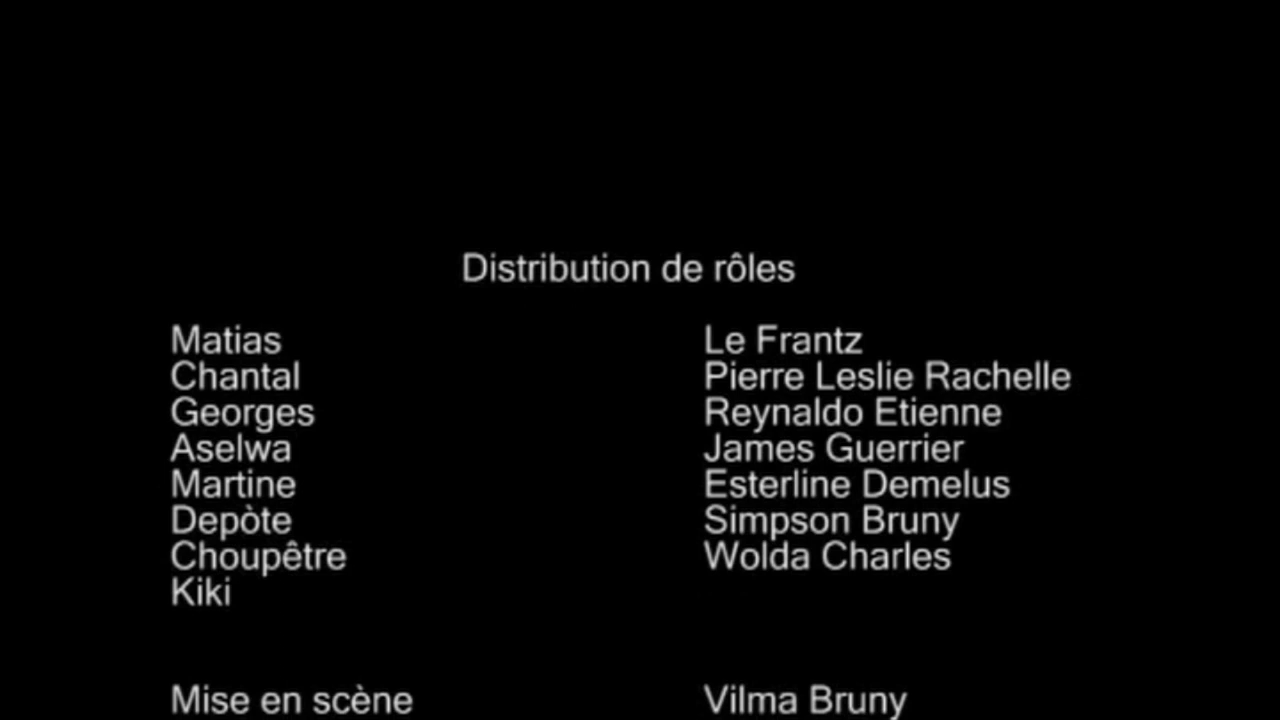 Distribution de rôles
Matias Le Frantz
Chantal Pierre Leslie Rachelle
Georges Reynaldo Etienne
Aselwa James Guerrier
Martine Esterline Demelus
Depòte Simpson Bruny
Choupêtre Wolda Charles
Kiki
Mise en scène Vilma Bruny